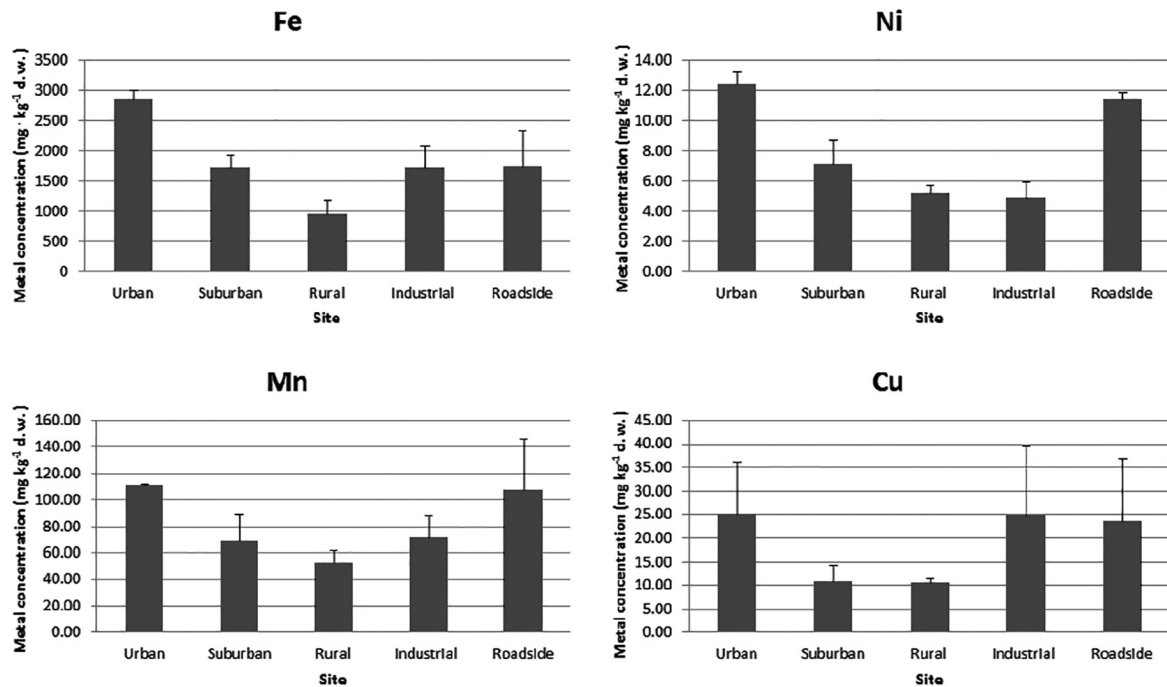 Fe
Metal concentration (mg · kg⁻¹ d. w.)
3500
3000
2500
2000
1500
1000
500
0
Urban Suburban Rural Industrial Roadside
Site
Ni
Metal concentration (mg kg⁻¹ d. w.)
14.00
12.00
10.00
8.00
6.00
4.00
2.00
0.00
Urban Suburban Rural Industrial Roadside
Site
Mn
Metal concentration (mg kg⁻¹ d. w.)
160.00
140.00
120.00
100.00
80.00
60.00
40.00
20.00
0.00
Urban Suburban Rural Industrial Roadside
Site
Cu
Metal concentration (mg kg⁻¹ d. w.)
45.00
40.00
35.00
30.00
25.00
20.00
15.00
10.00
5.00
0.00
Urban Suburban Rural Industrial Roadside
Site